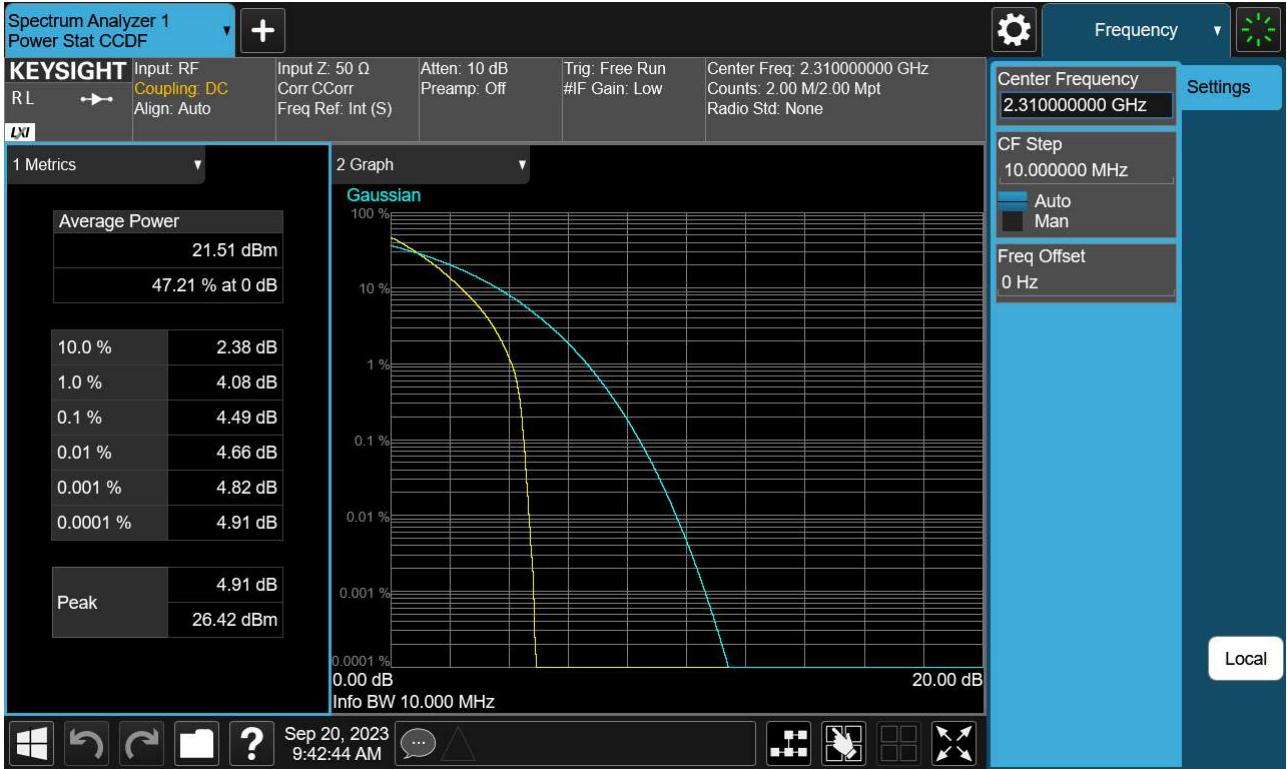 Spectrum Analyzer 1
Power Stat CCDF
+
Frequency
KEYSIGHT
R L
LXI
Input: RF
Coupling: DC
Align: Auto
Input Z: 50 Ω
Corr CCorr
Freq Ref: Int (S)
Atten: 10 dB
Preamp: Off
Trig: Free Run
#IF Gain: Low
Center Freq: 2.310000000 GHz
Counts: 2.00 M/2.00 Mpt
Radio Std: None
Center Frequency
2.310000000 GHz
Settings
CF Step
10.000000 MHz
Auto
Man
Freq Offset
0 Hz
Local
1 Metrics
Average Power
21.51 dBm
47.21 % at 0 dB
10.0 % 2.38 dB
1.0 % 4.08 dB
0.1 % 4.49 dB
0.01 % 4.66 dB
0.001 % 4.82 dB
0.0001 % 4.91 dB
Peak
4.91 dB
26.42 dBm
2 Graph
Gaussian
100 %
10 %
1 %
0.1 %
0.01 %
0.001 %
0.0001 %
0.00 dB 20.00 dB
Info BW 10.000 MHz
?
Sep 20, 2023
9:42:44 AM